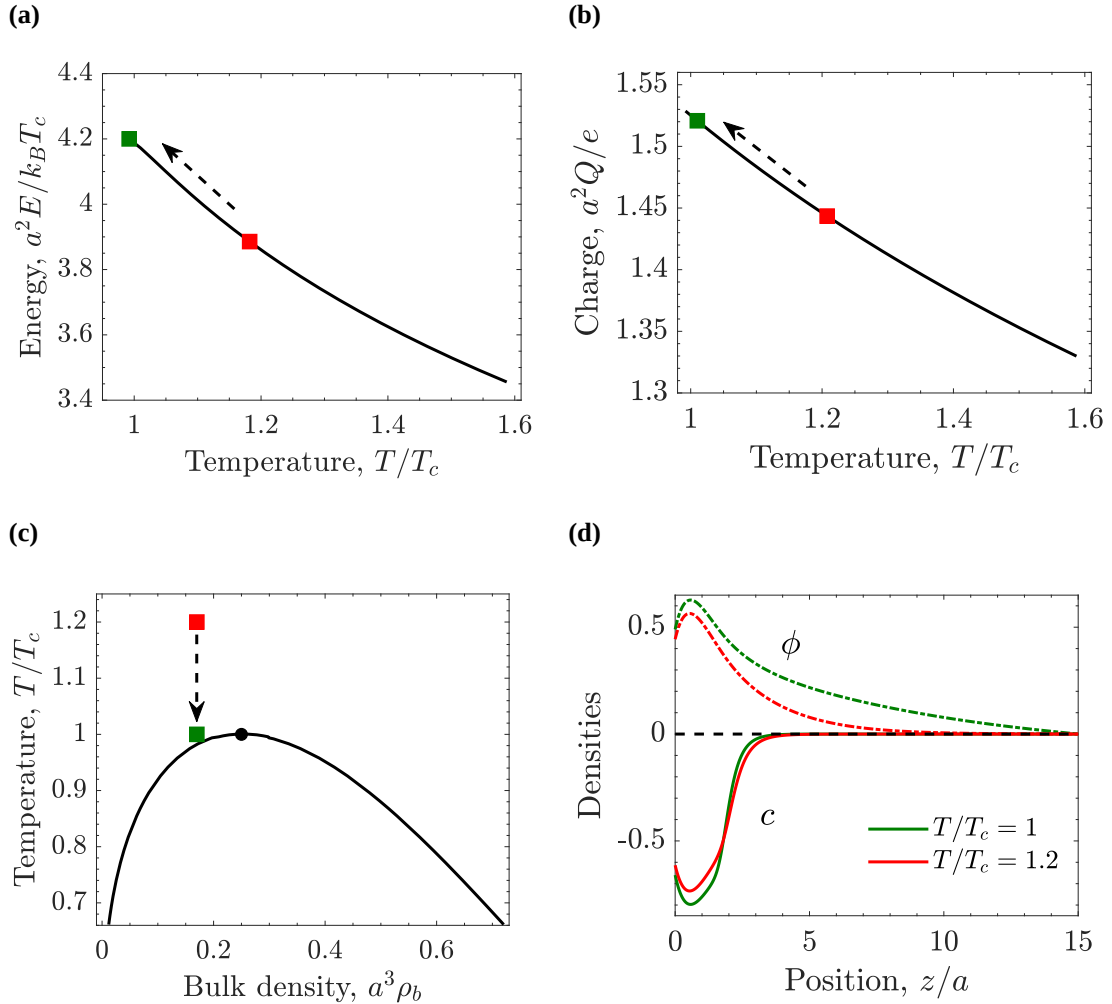 (a)
4.4
4.2
4
3.8
3.6
3.4
Energy, a²E/k_BT_c
1
1.2
1.4
1.6
Temperature, T/T_c
(b)
1.55
1.5
1.45
1.4
1.35
1.3
Charge, a²Q/e
1
1.2
1.4
1.6
Temperature, T/T_c
(c)
1.2
1.1
1
0.9
0.8
0.7
Temperature, T/T_c
0
0.2
0.4
0.6
Bulk density, a³ρ_b
(d)
0.5
0
-0.5
Densities
ϕ
c
T/T_c = 1
T/T_c = 1.2
0
5
10
15
Position, z/a